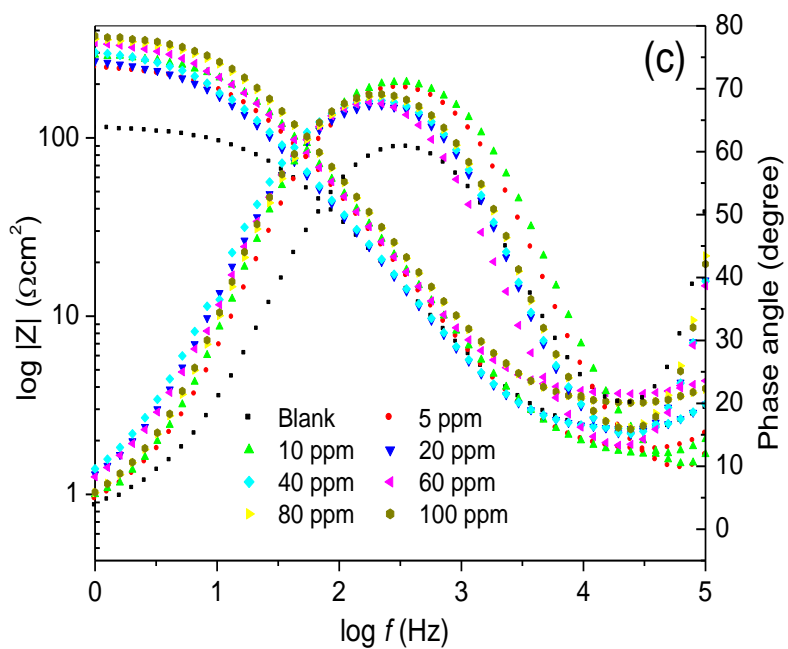 (c)
log |Z| (Ωcm²)
100
10
1
80
70
60
50
40
30
20
10
0
Phase angle (degree)
Blank 5 ppm
10 ppm 20 ppm
40 ppm 60 ppm
80 ppm 100 ppm
0 1 2 3 4 5
log f (Hz)